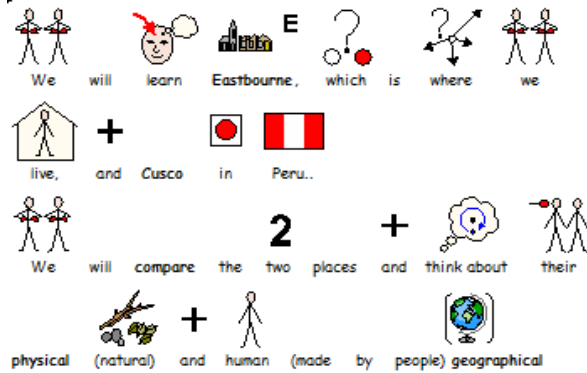 E
We will learn Eastbourne, which is where we
live, and Cusco in Peru..
2
We will compare the two places and think about their
physical (natural) and human (made by people) geographical